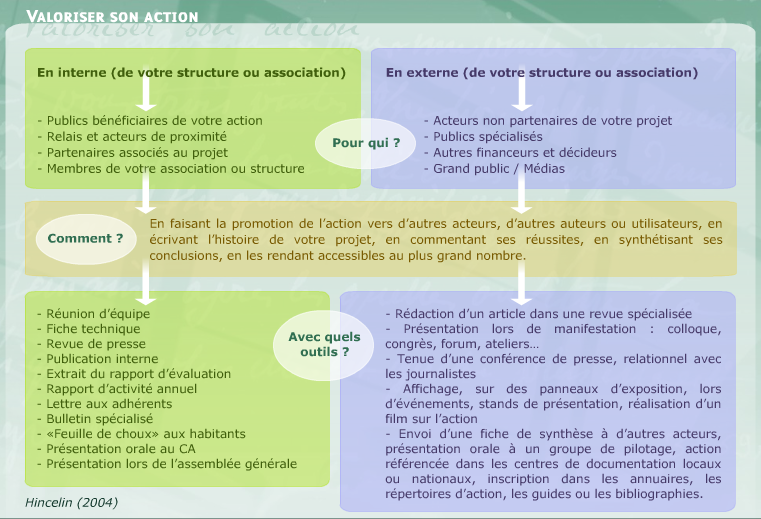 VALORISER SON ACTION
Valoriser son action
En interne (de votre structure ou association)
- Publics bénéficiaires de votre action
- Relais et acteurs de proximité
- Partenaires associés au projet
- Membres de votre association ou structure
En externe (de votre structure ou association)
- Acteurs non partenaires de votre projet
- Publics spécialisés
- Autres financeurs et décideurs
- Grand public / Médias
Pour qui ?
Comment ?
En faisant la promotion de l'action vers d'autres acteurs, d'autres auteurs ou utilisateurs, en
écrivant l'histoire de votre projet, en commentant ses réussites, en synthétisant ses
conclusions, en les rendant accessibles au plus grand nombre.
- Réunion d'équipe
- Fiche technique
- Revue de presse
- Publication interne
- Extrait du rapport d'évaluation
- Rapport d'activité annuel
- Lettre aux adhérents
- Bulletin spécialisé
- «Feuille de choux» aux habitants
- Présentation orale au CA
- Présentation lors de l'assemblée générale
Avec quels
outils ?
- Rédaction d'un article dans une revue spécialisée
- Présentation lors de manifestation : colloque,
congrès, forum, ateliers…
- Tenue d'une conférence de presse, relationnel avec
les journalistes
- Affichage, sur des panneaux d'exposition, lors
d'événements, stands de présentation, réalisation d'un
film sur l'action
- Envoi d'une fiche de synthèse à d'autres acteurs,
présentation orale à un groupe de pilotage, action
référencée dans les centres de documentation locaux
ou nationaux, inscription dans les annuaires, les
répertoires d'action, les guides ou les bibliographies.
Hincelin (2004)